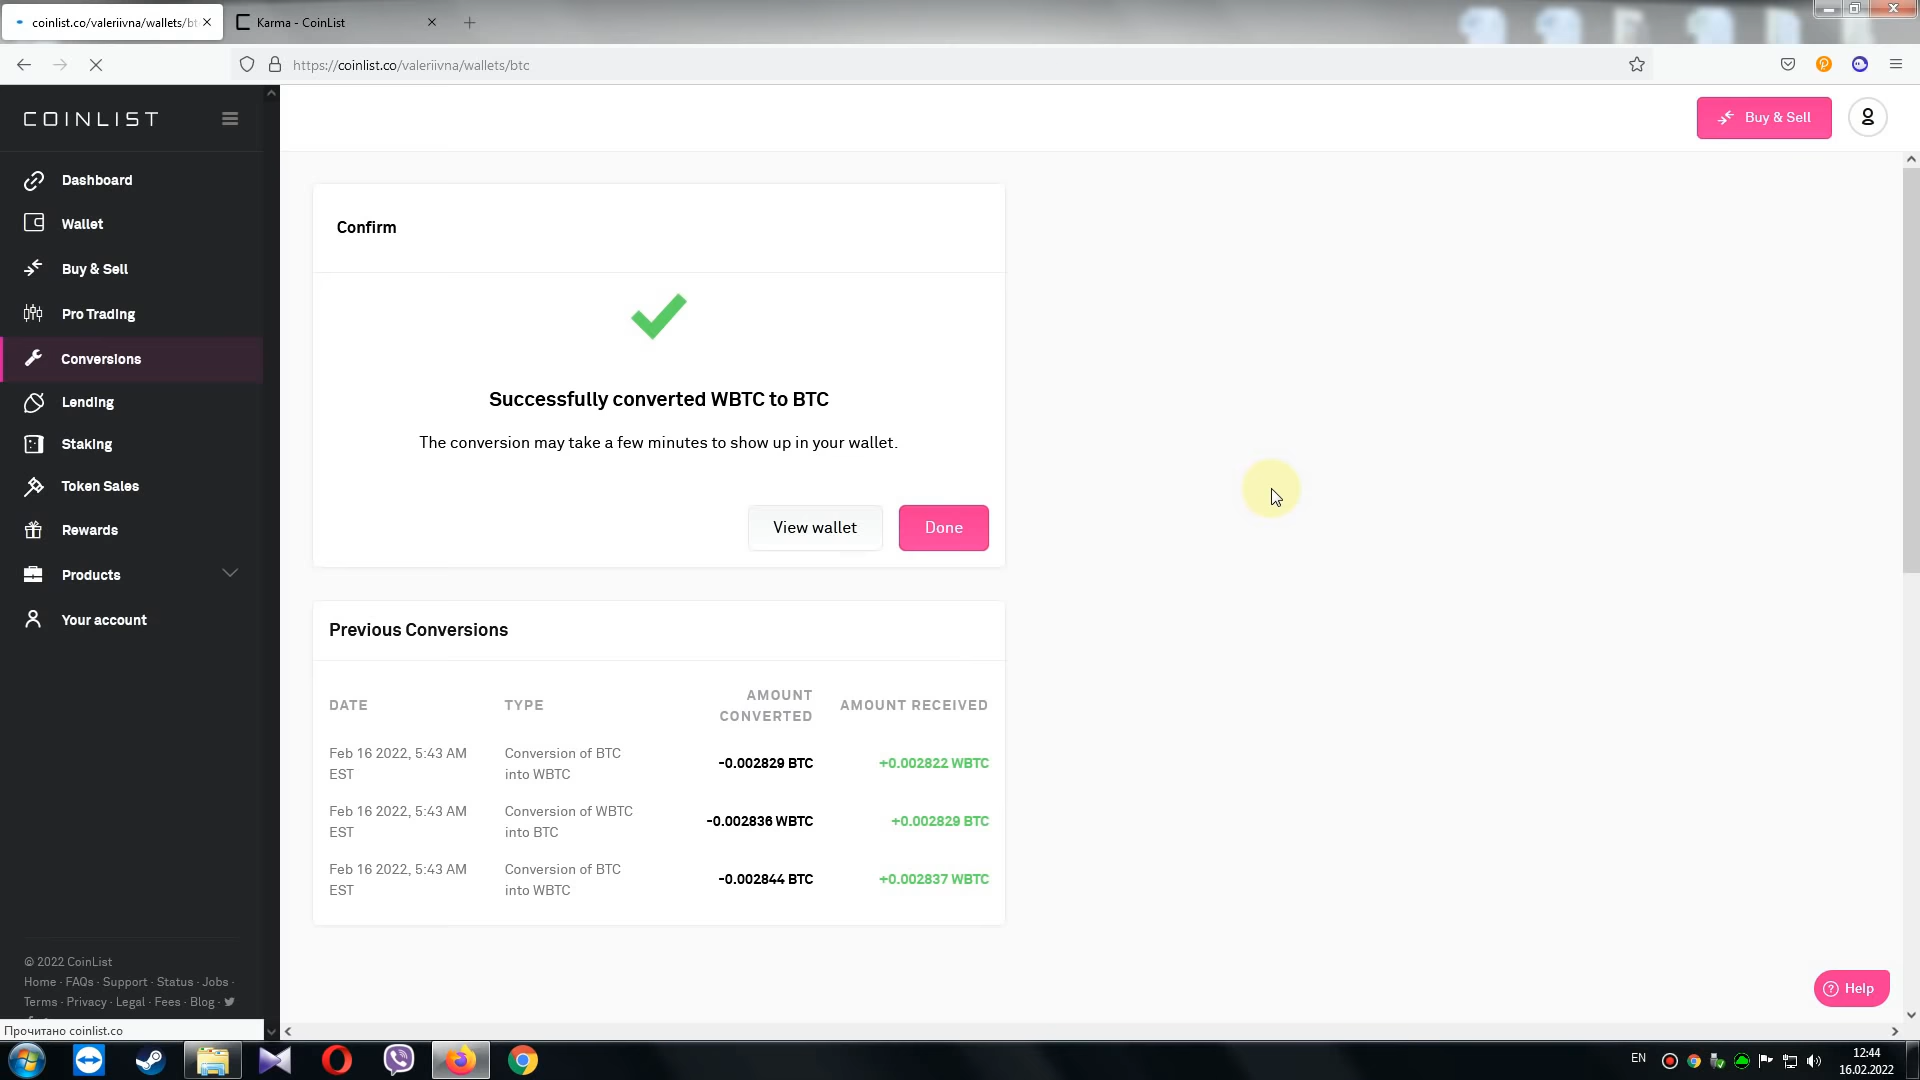 coinlist.co/valeriivna/wallets/bt
Karma - CoinList
https://coinlist.co/valeriivna/wallets/btc
COINLIST
Buy & Sell
Dashboard
Wallet
Buy & Sell
Pro Trading
Conversions
Lending
Staking
Token Sales
Rewards
Products
Your account
© 2022 CoinList
Home · FAQs · Support · Status · Jobs ·
Terms · Privacy · Legal · Fees · Blog ·
Прочитано coinlist.co
Confirm
Successfully converted WBTC to BTC
The conversion may take a few minutes to show up in your wallet.
View wallet
Done
Previous Conversions
DATE TYPE AMOUNT CONVERTED AMOUNT RECEIVED
Feb 16 2022, 5:43 AM EST Conversion of BTC into WBTC -0.002829 BTC +0.002822 WBTC
Feb 16 2022, 5:43 AM EST Conversion of WBTC into BTC -0.002836 WBTC +0.002829 BTC
Feb 16 2022, 5:43 AM EST Conversion of BTC into WBTC -0.002844 BTC +0.002837 WBTC
Help
EN
12:44
16.02.2022